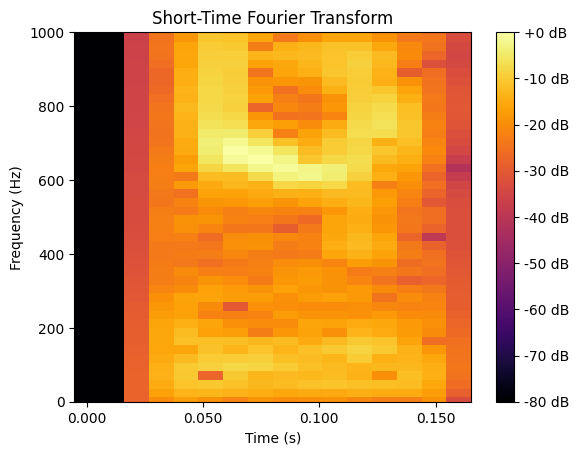 Short-Time Fourier Transform
1000
800
600
400
200
0
Frequency (Hz)
0.000
0.050
0.100
0.150
Time (s)
+0 dB
-10 dB
-20 dB
-30 dB
-40 dB
-50 dB
-60 dB
-70 dB
-80 dB